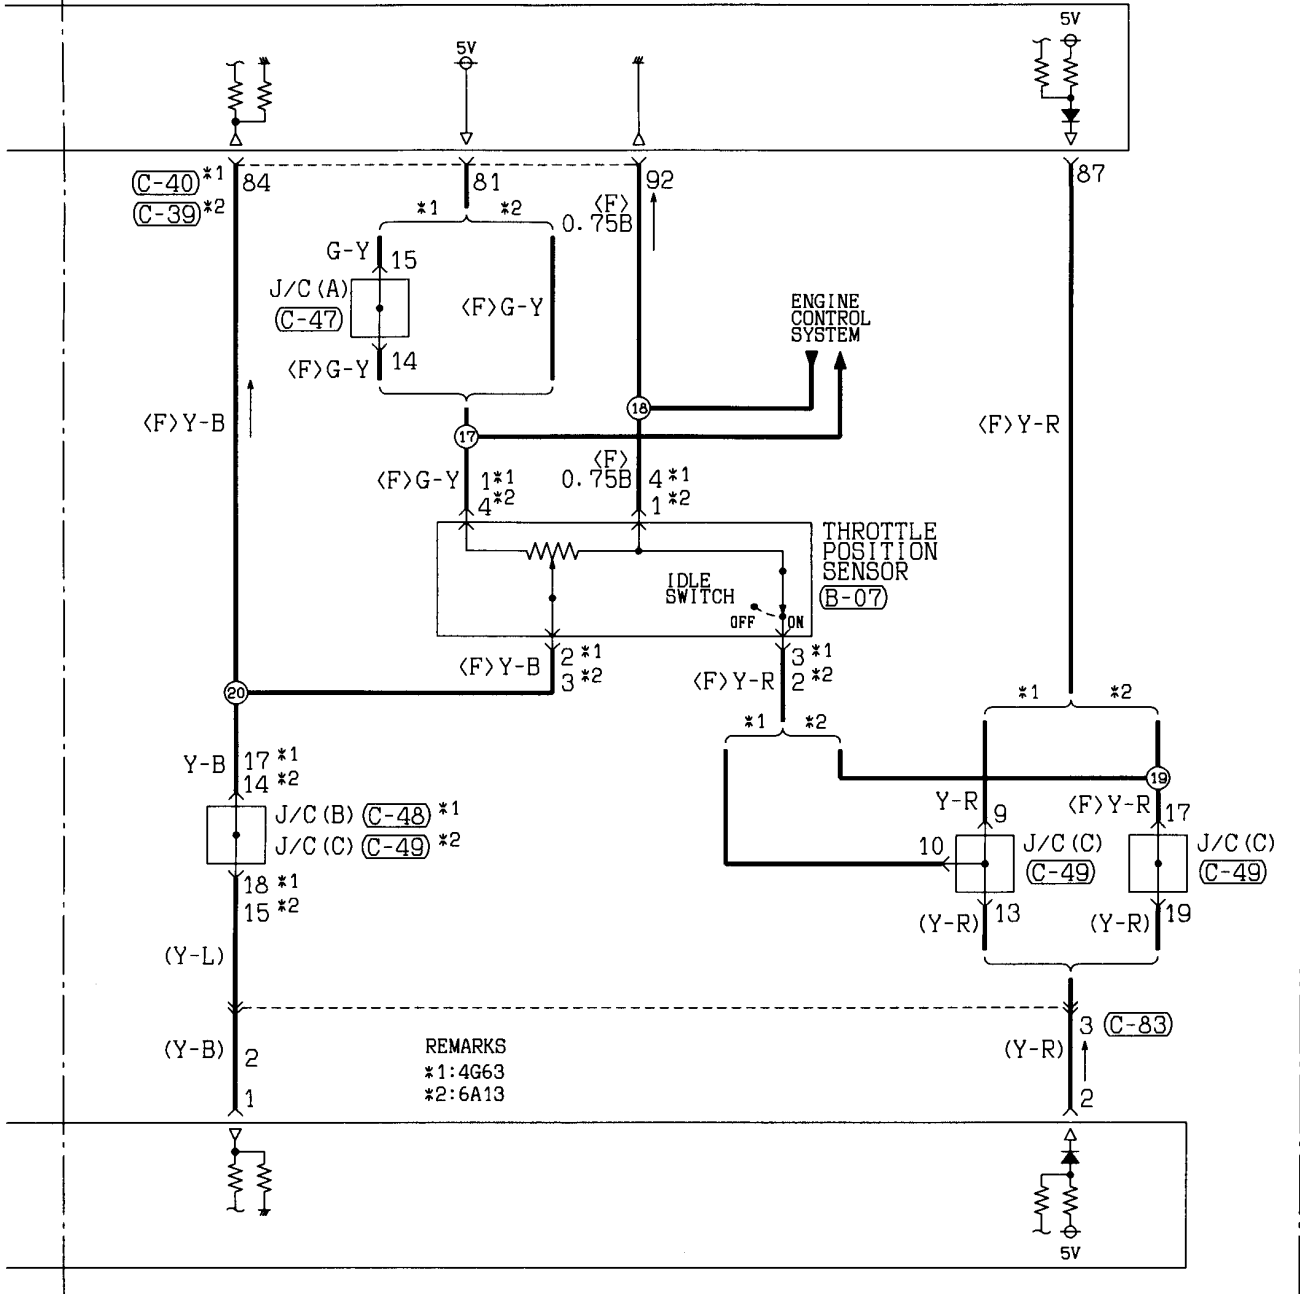 5V
5V
C-40 *1
C-39 *2
84
81
92
87
*1 *2
<F>
0.75B
G-Y 15
J/C(A)
C-47
<F>G-Y
14
<F>G-Y
ENGINE
CONTROL
SYSTEM
<F>Y-B
18
17
<F>Y-R
<F>G-Y
1*1
4*2
<F>
0.75B
4*1
1*2
THROTTLE
POSITION
SENSOR
B-07
IDLE
SWITCH
OFF ON
<F>Y-B
2*1
3*2
<F>Y-R
3*1
2*2
20
*1 *2
*1 *2
Y-B
17*1
14*2
19
Y-R 9
<F>Y-R 17
J/C(B) C-48 *1
J/C(C) C-49 *2
10
J/C(C)
C-49
J/C(C)
C-49
18*1
15*2
(Y-R) 13
(Y-R) 19
(Y-L)
3 C-83
(Y-B) 2
1
(Y-R)
2
REMARKS
*1:4G63
*2:6A13
5V